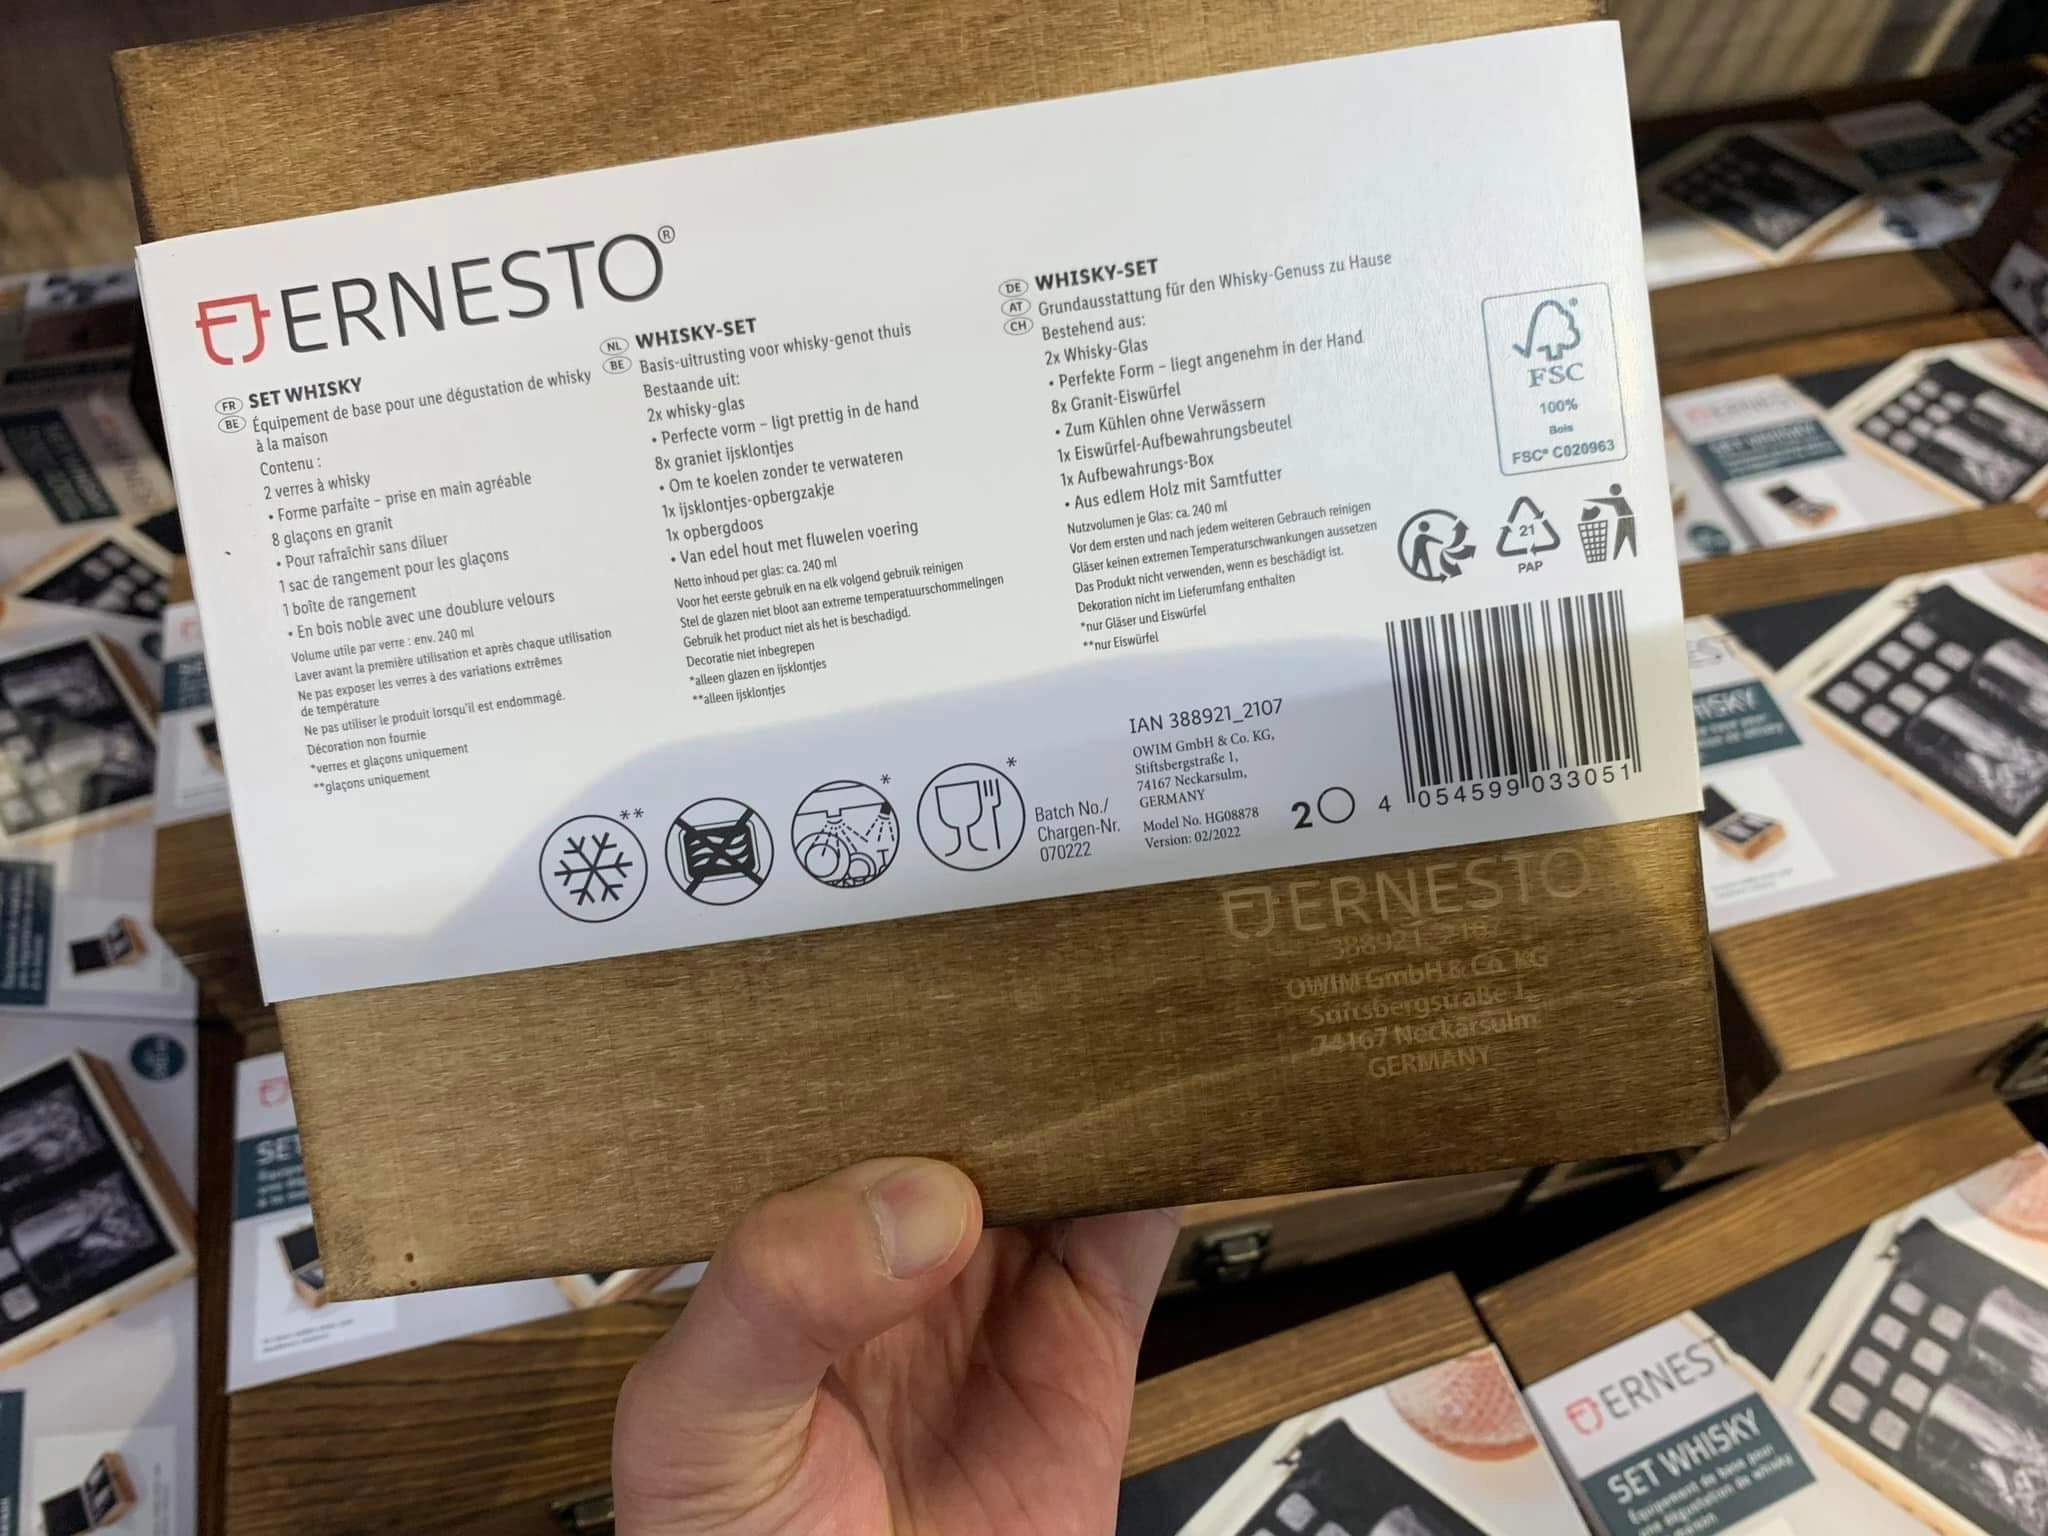 ERNESTO®
FR BE SET WHISKY
Équipement de base pour une dégustation de whisky
à la maison
Contenu :
2 verres à whisky
• Forme parfaite – prise en main agréable
8 glaçons en granit
• Pour rafraîchir sans diluer
1 sac de rangement pour les glaçons
1 boîte de rangement
• En bois noble avec une doublure velours
Volume utile par verre : env. 240 ml
Laver avant la première utilisation et après chaque utilisation
Ne pas exposer les verres à des variations extrêmes
de température
Ne pas utiliser le produit lorsqu'il est endommagé.
Décoration non fournie
*verres et glaçons uniquement
**glaçons uniquement
NL BE WHISKY-SET
Basis-uitrusting voor whisky-genot thuis
Bestaande uit:
2x whisky-glas
• Perfecte vorm – ligt prettig in de hand
8x graniet ijsklontjes
• Om te koelen zonder te verwateren
1x ijsklontjes-opbergzakje
1x opbergdoos
• Van edel hout met fluwelen voering
Netto inhoud per glas: ca. 240 ml
Voor het eerste gebruik en na elk volgend gebruik reinigen
Stel de glazen niet bloot aan extreme temperatuurschommelingen
Gebruik het product niet als het is beschadigd.
Decoratie niet inbegrepen
*alleen glazen en ijsklontjes
**alleen ijsklontjes
DE AT CH WHISKY-SET
Grundausstattung für den Whisky-Genuss zu Hause
Bestehend aus:
2x Whisky-Glas
• Perfekte Form – liegt angenehm in der Hand
8x Granit-Eiswürfel
• Zum Kühlen ohne Verwässern
1x Eiswürfel-Aufbewahrungsbeutel
1x Aufbewahrungs-Box
• Aus edlem Holz mit Samtfutter
Nutzvolumen je Glas: ca. 240 ml
Vor dem ersten und nach jedem weiteren Gebrauch reinigen
Gläser keinen extremen Temperaturschwankungen aussetzen
Das Produkt nicht verwenden, wenn es beschädigt ist.
Dekoration nicht im Lieferumfang enthalten
*nur Gläser und Eiswürfel
**nur Eiswürfel
FSC
100%
Bois
FSC® C020963
21
PAP
**
*
*
Batch No./
Chargen-Nr.
070222
IAN 388921_2107
OWIM GmbH & Co. KG,
Stiftsbergstraße 1,
74167 Neckarsulm,
GERMANY
Model No. HG08878
Version: 02/2022
2
4 054599 033051
ERNESTO
388921_2107
OWIM GmbH & Co. KG
Stiftsbergstraße 1
74167 Neckarsulm
GERMANY
ERNEST
SET WHISKY
Équipement de base pour
une dégustation de whisky
SET WHISKY